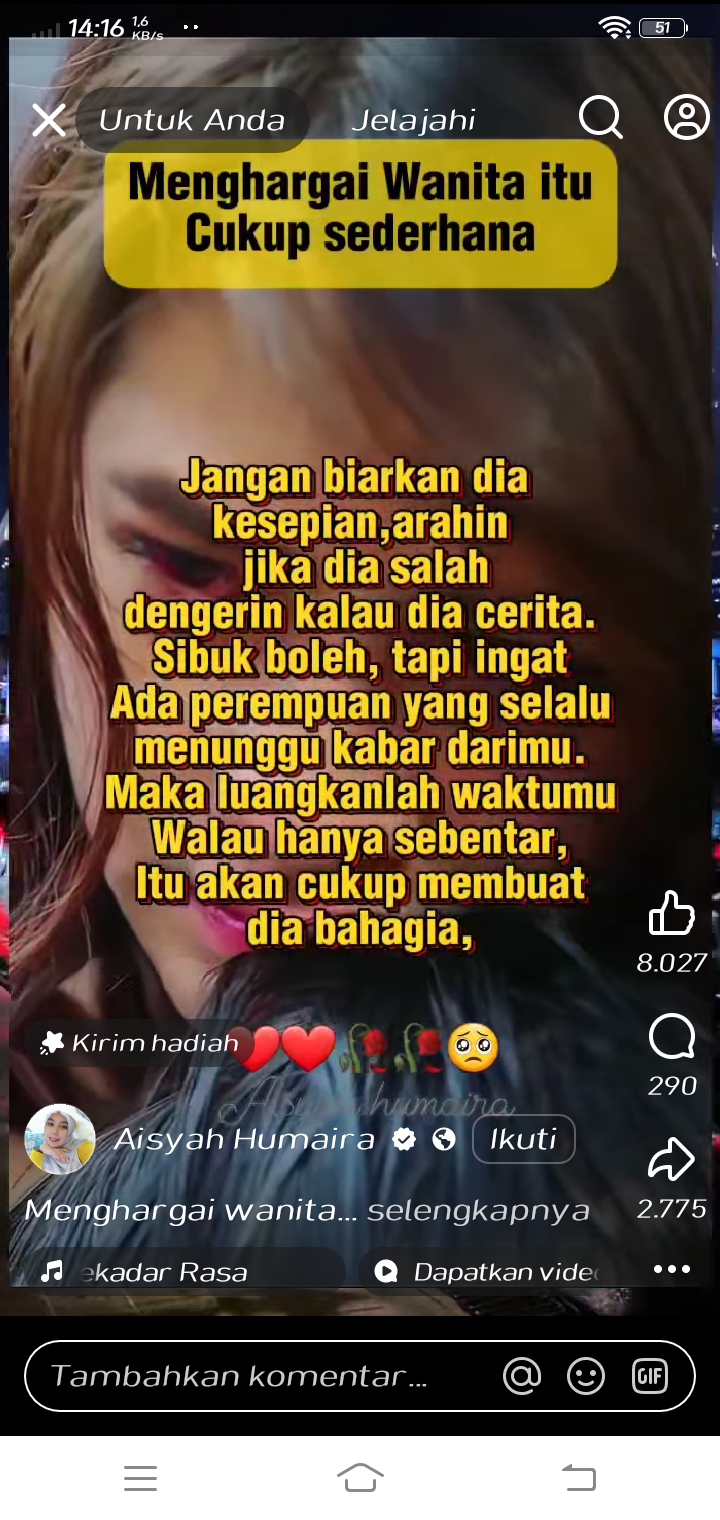 14:16 1,6 KB/s
51
Untuk Anda Jelajahi
Menghargai Wanita itu
Cukup sederhana
Jangan biarkan dia
kesepian,arahin
jika dia salah
dengerin kalau dia cerita.
Sibuk boleh, tapi ingat
Ada perempuan yang selalu
menunggu kabar darimu.
Maka luangkanlah waktumu
Walau hanya sebentar,
Itu akan cukup membuat
dia bahagia,
8.027
Kirim hadiah
290
Aisyah humaira
Aisyah Humaira Ikuti
Menghargai wanita... selengkapnya
2.775
ekadar Rasa Dapatkan vide
Tambahkan komentar...
GIF